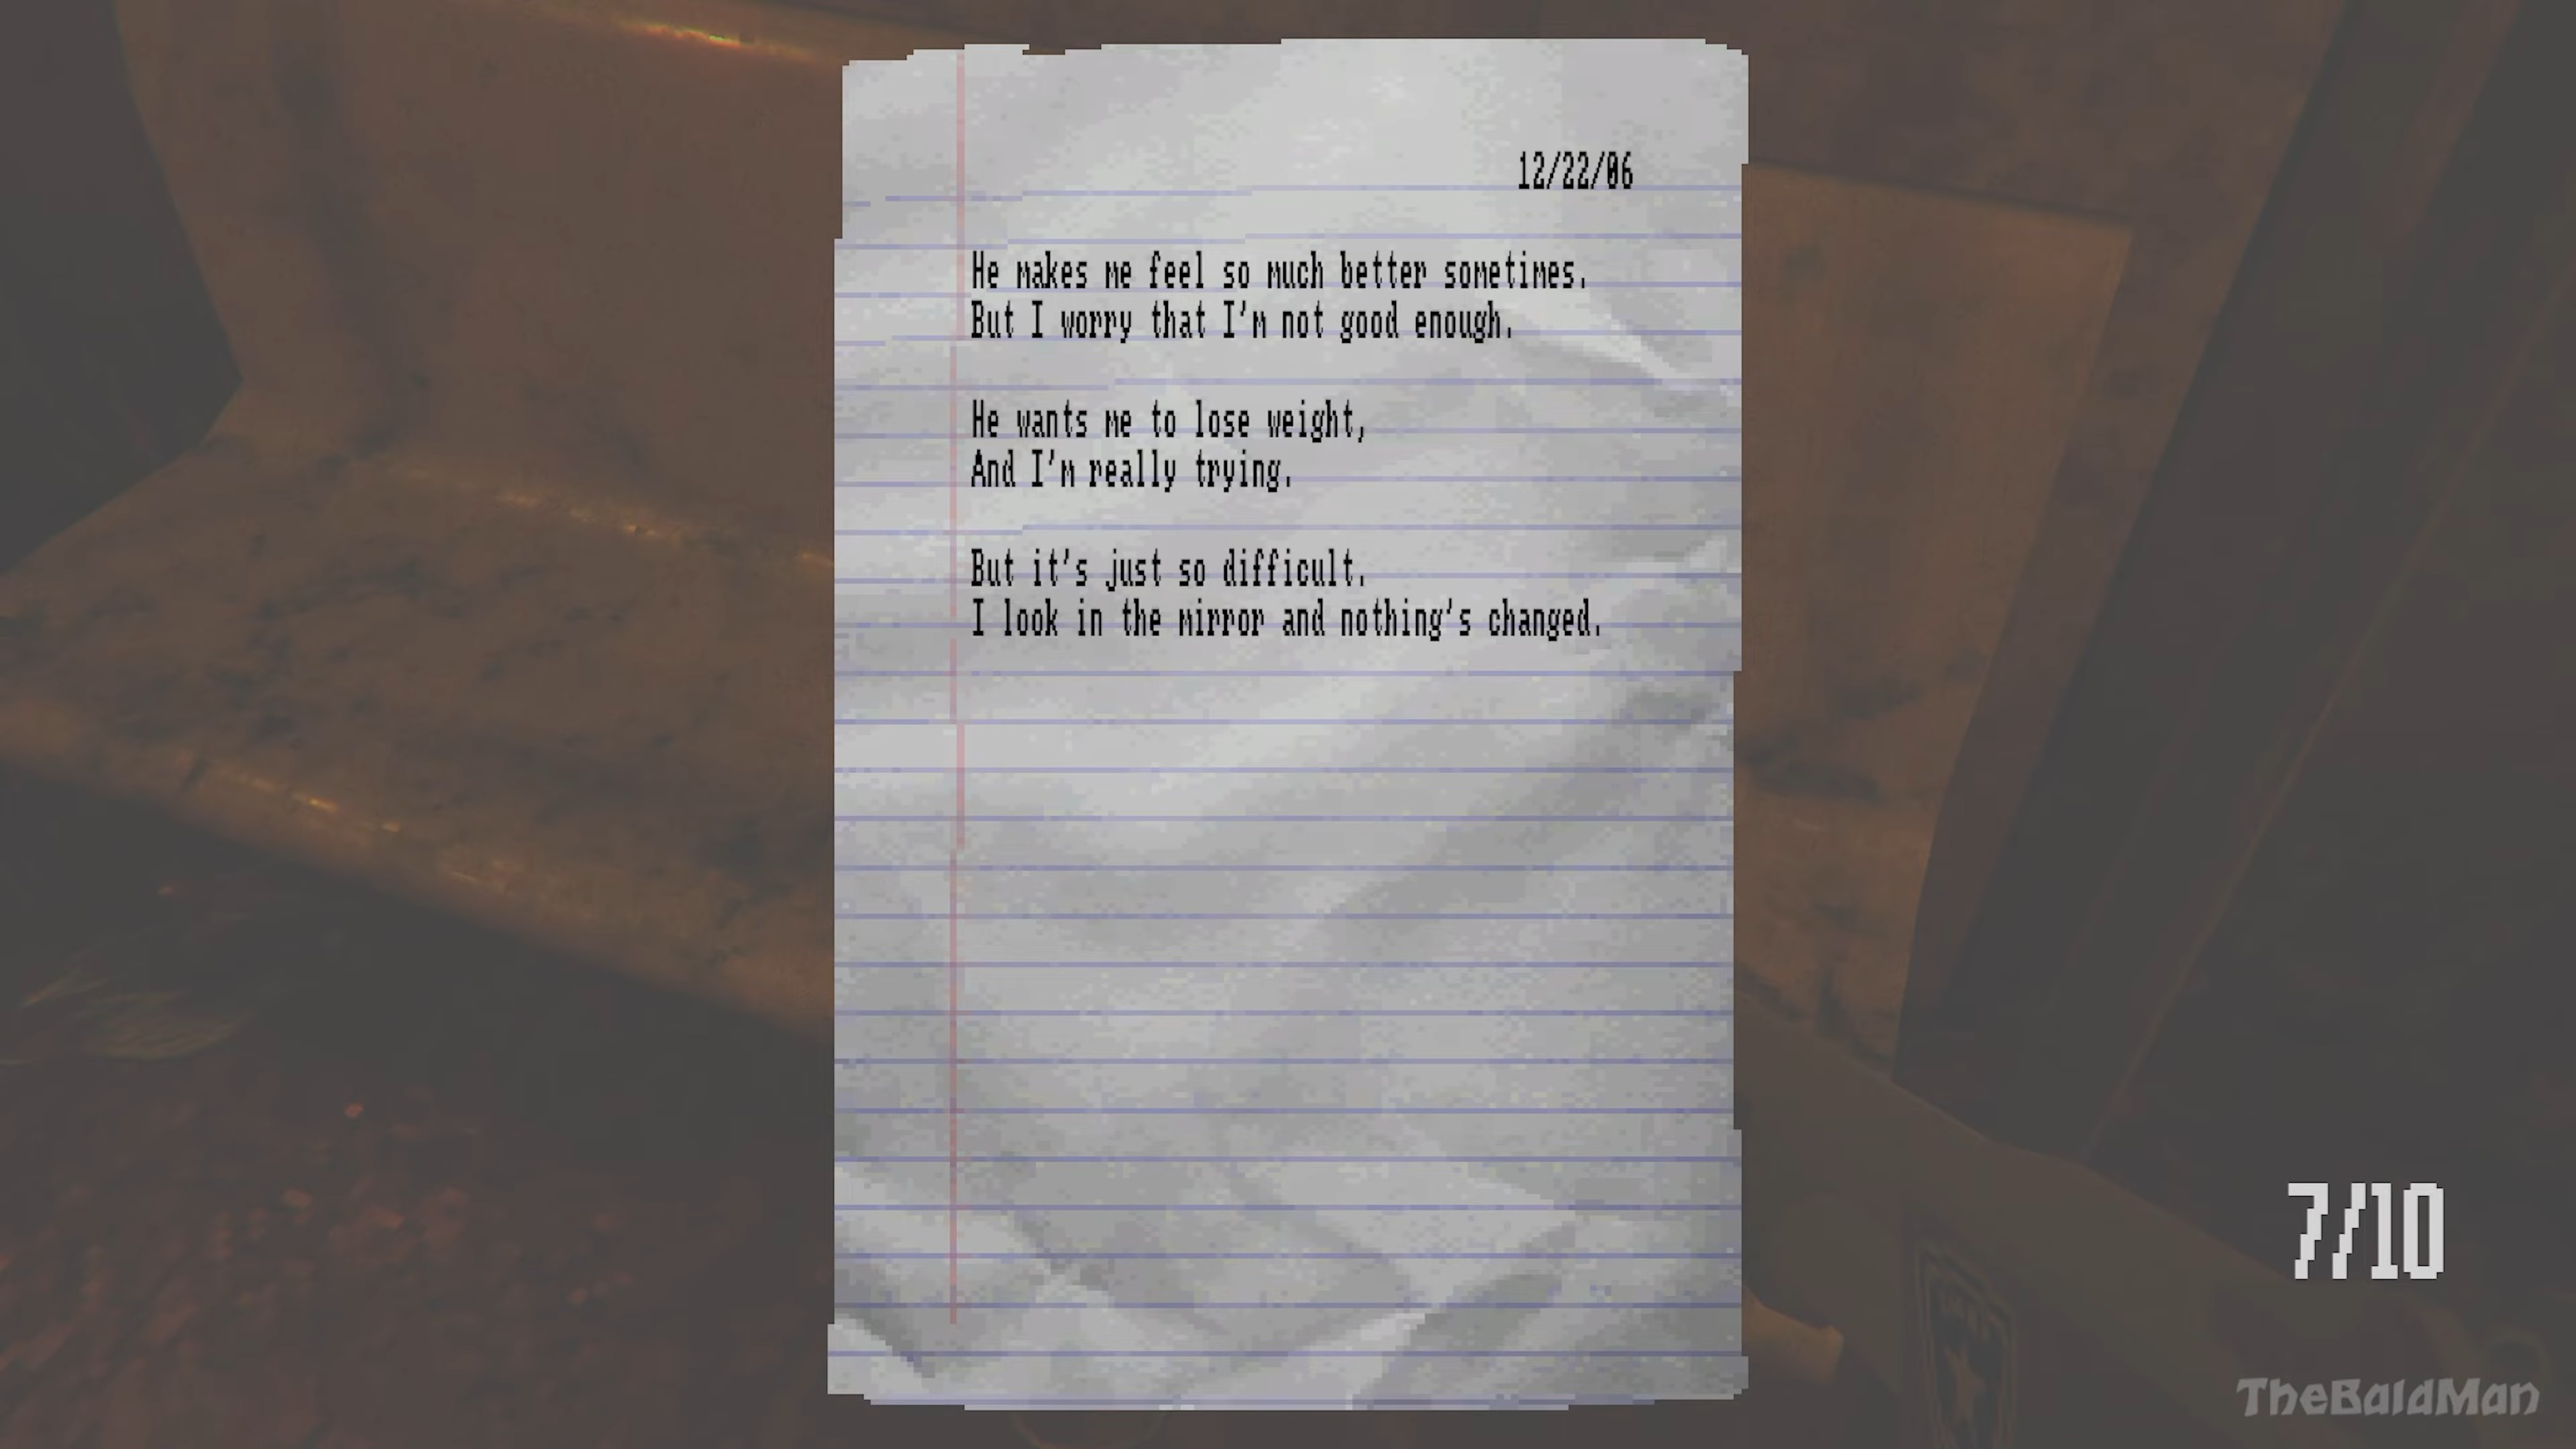 12/22/06
He makes me feel so much better sometimes.
But I worry that I'm not good enough.
He wants me to lose weight,
And I'm really trying.
But it's just so difficult.
I look in the mirror and nothing's changed.
7/10
TheBaldMan